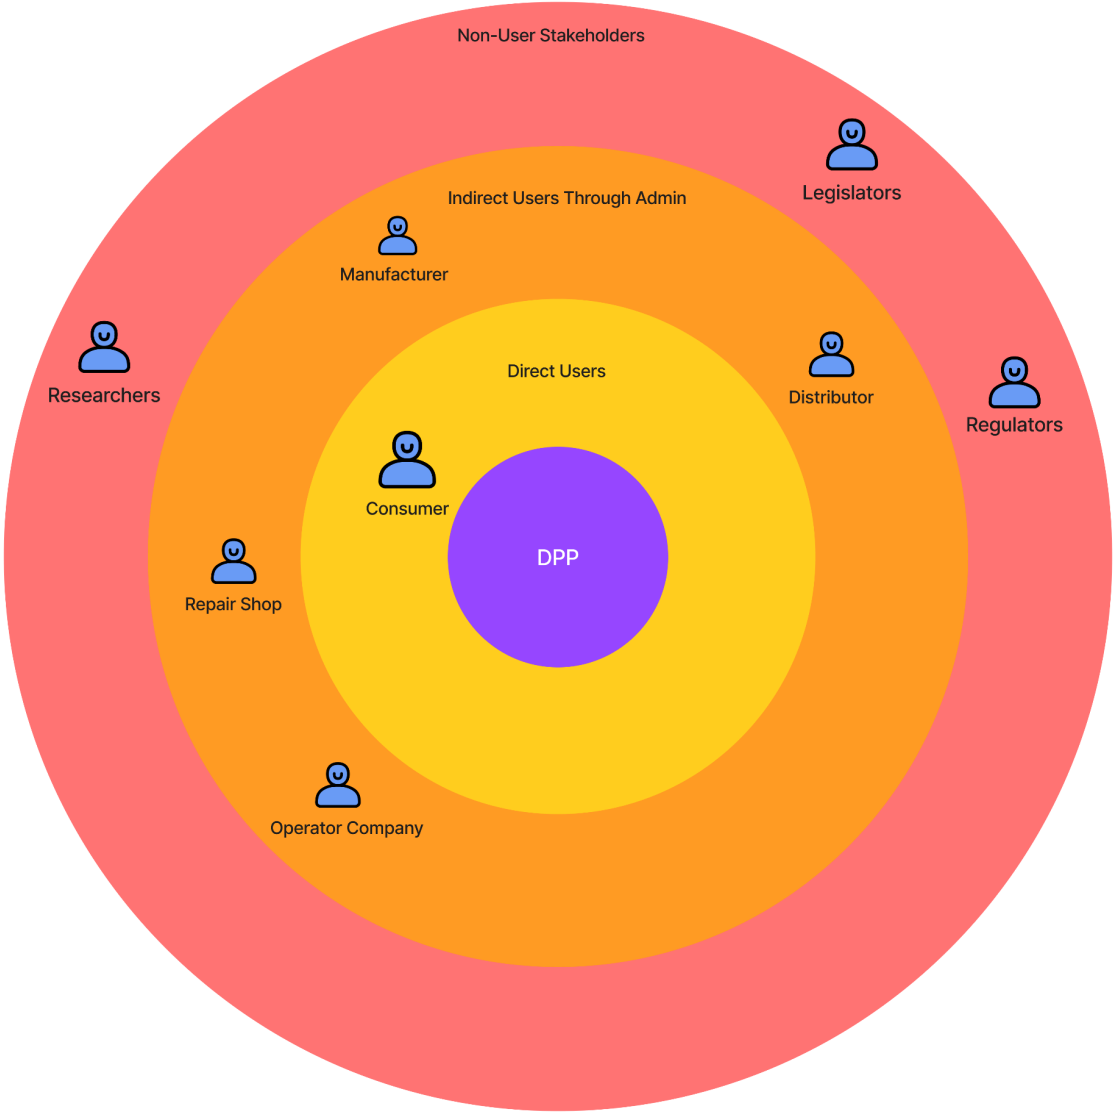 Non-User Stakeholders
Legislators
Indirect Users Through Admin
Manufacturer
Direct Users
Researchers
Distributor
Regulators
Consumer
DPP
Repair Shop
Operator Company